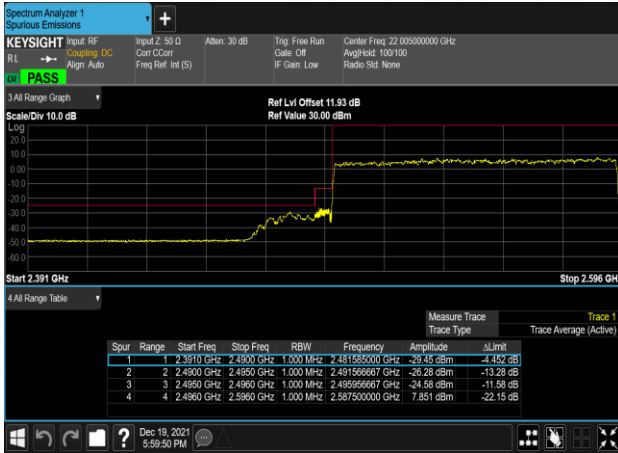 Spectrum Analyzer 1
Spurious Emissions
KEYSIGHT Input: RF Input Z: 50 Ω Atten: 30 dB Trig: Free Run Center Freq: 22.005000000 GHz
RL Coupling: DC Corr CCorr Gate: Off Avg|Hold: 100/100
Align: Auto Freq Ref: Int (S) IF Gain: Low Radio Std: None
PASS
3 All Range Graph
Ref Lvl Offset 11.93 dB
Scale/Div 10.0 dB Ref Value 30.00 dBm
Log
20.0
10.0
0.00
-10.0
-20.0
-30.0
-40.0
-50.0
-60.0
Start 2.391 GHz Stop 2.596 GH
4 All Range Table
Measure Trace Trace 1
Trace Type Trace Average (Active)
Spur Range Start Freq Stop Freq RBW Frequency Amplitude ΔLimit
1 1 2.3910 GHz 2.4900 GHz 1.000 MHz 2.481585000 GHz -29.45 dBm -4.452 dB
2 2 2.4900 GHz 2.4950 GHz 1.000 MHz 2.491566667 GHz -26.28 dBm -13.28 dB
3 3 2.4950 GHz 2.4960 GHz 1.000 MHz 2.495956667 GHz -24.58 dBm -11.58 dB
4 4 2.4960 GHz 2.5960 GHz 1.000 MHz 2.587500000 GHz 7.851 dBm -22.15 dB
? Dec 19, 2021
5:59:50 PM